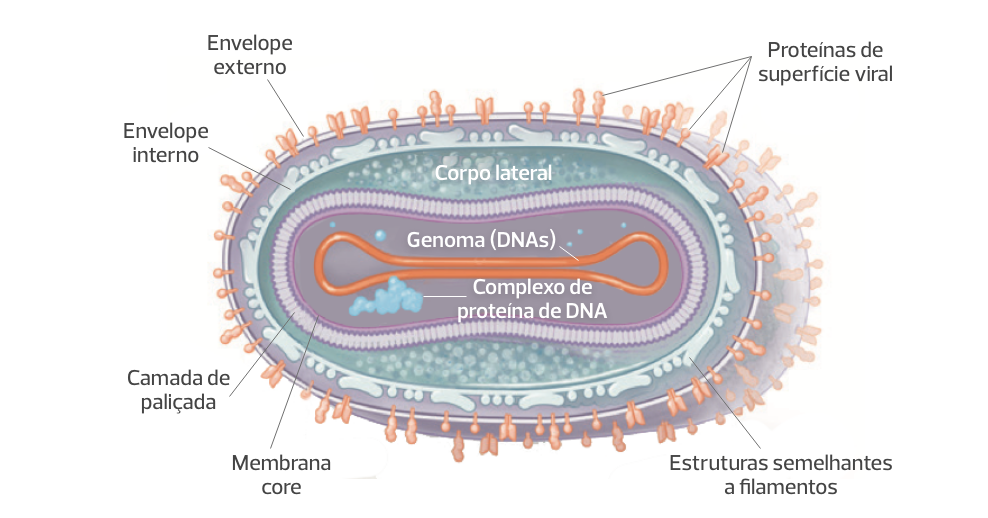 Envelope
externo
Proteínas de
superfície viral
Envelope
interno
Corpo lateral
Genoma (DNAs)
Complexo de
proteína de DNA
Camada de
paliçada
Membrana
core
Estruturas semelhantes
a filamentos